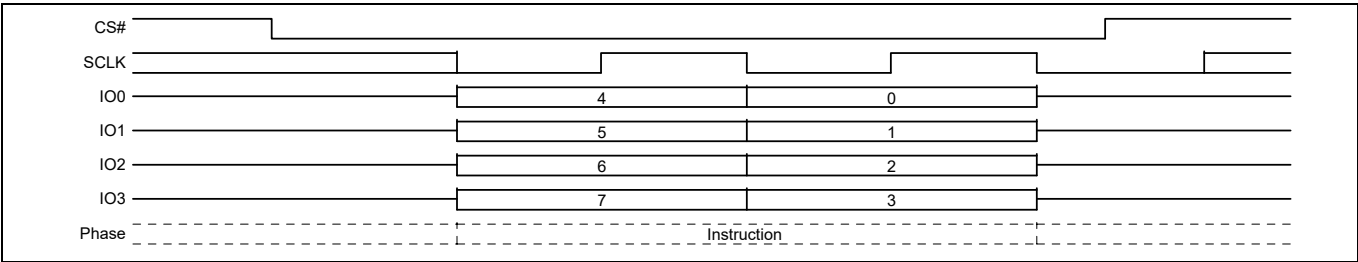 CS#
SCLK
IO0 4 0
IO1 5 1
IO2 6 2
IO3 7 3
Phase Instruction